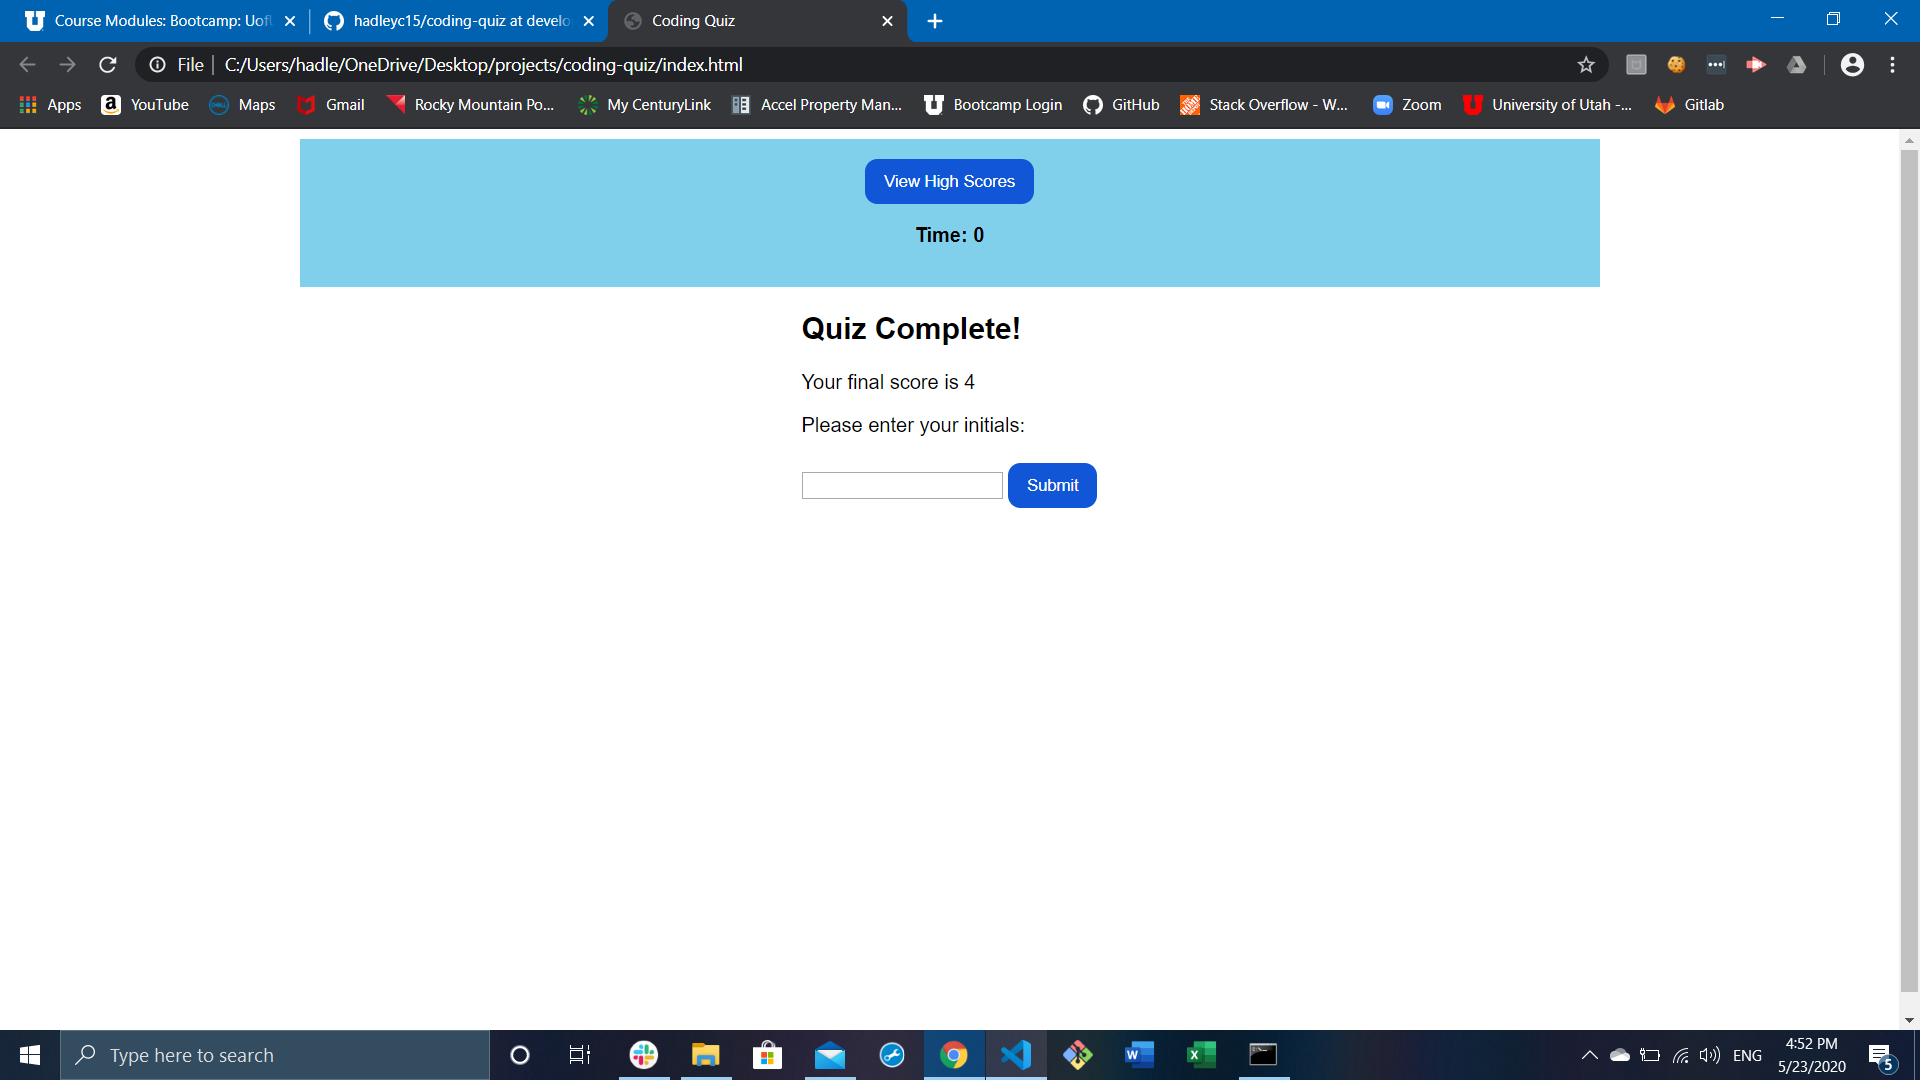 Course Modules: Bootcamp: Uof
hadleyc15/coding-quiz at develo
Coding Quiz
File
C:/Users/hadle/OneDrive/Desktop/projects/coding-quiz/index.html
Apps
YouTube
Maps
Gmail
Rocky Mountain Po...
My CenturyLink
Accel Property Man...
Bootcamp Login
GitHub
Stack Overflow - W...
Zoom
University of Utah -...
Gitlab
View High Scores
Time: 0
Quiz Complete!
Your final score is 4
Please enter your initials:
Submit
Type here to search
ENG
4:52 PM
5/23/2020
5